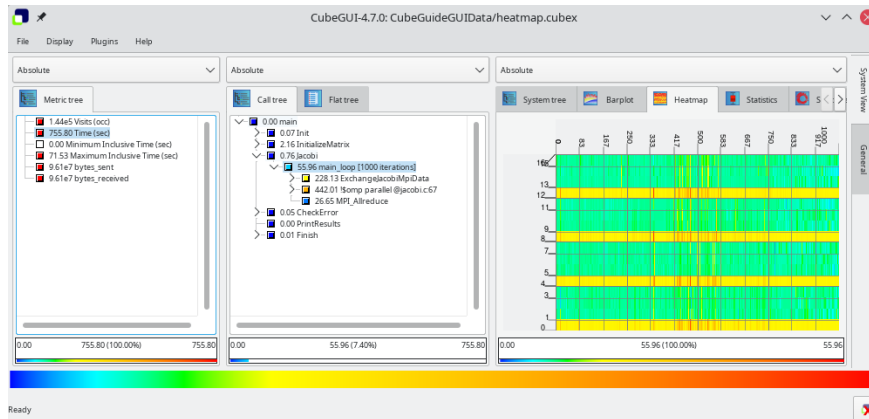 CubeGUI-4.7.0: CubeGuideGUIData/heatmap.cubex
File Display Plugins Help
Absolute
Metric tree
1.44e5 Visits (occ)
755.80 Time (sec)
0.00 Minimum Inclusive Time (sec)
71.53 Maximum Inclusive Time (sec)
9.61e7 bytes_sent
9.61e7 bytes_received
0.00 755.80 (100.00%) 755.80
Absolute
Call tree Flat tree
0.00 main
0.07 Init
2.16 InitializeMatrix
0.76 Jacobi
55.96 main_loop [1000 iterations]
228.13 ExchangeJacobiMpiData
442.01 !$omp parallel @jacobi.c:67
26.65 MPI_Allreduce
0.05 CheckError
0.00 PrintResults
0.01 Finish
0.00 55.96 (7.40%) 755.80
Absolute
System tree Barplot Heatmap Statistics
0 83 167 250 333 417 500 583 667 750 833 917 1000
13
12
11
9
8
7
5
4
3
1
0
0.00 55.96 (100.00%) 55.96
System View
General
Ready